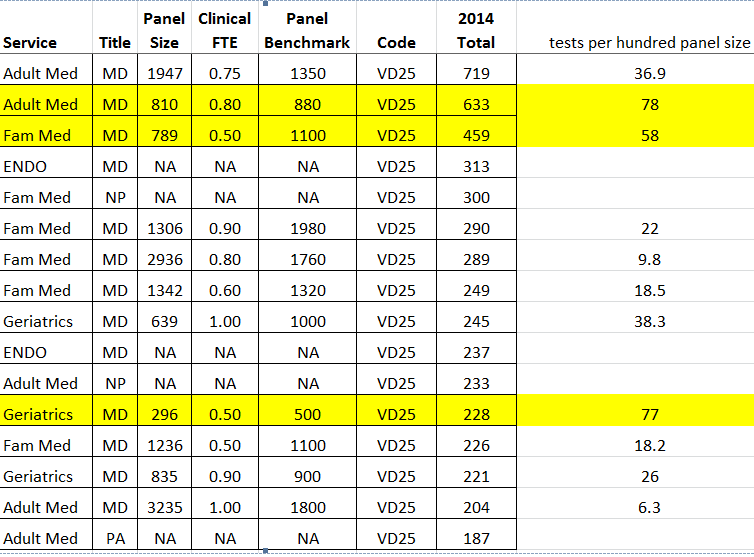 Panel Clinical Panel 2014
Service Title Size FTE Benchmark Code Total tests per hundred panel size
Adult Med MD 1947 0.75 1350 VD25 719 36.9
Adult Med MD 810 0.80 880 VD25 633 78
Fam Med MD 789 0.50 1100 VD25 459 58
ENDO MD NA NA NA VD25 313
Fam Med NP NA NA NA VD25 300
Fam Med MD 1306 0.90 1980 VD25 290 22
Fam Med MD 2936 0.80 1760 VD25 289 9.8
Fam Med MD 1342 0.60 1320 VD25 249 18.5
Geriatrics MD 639 1.00 1000 VD25 245 38.3
ENDO MD NA NA NA VD25 237
Adult Med NP NA NA NA VD25 233
Geriatrics MD 296 0.50 500 VD25 228 77
Fam Med MD 1236 0.50 1100 VD25 226 18.2
Geriatrics MD 835 0.90 900 VD25 221 26
Adult Med MD 3235 1.00 1800 VD25 204 6.3
Adult Med PA NA NA NA VD25 187